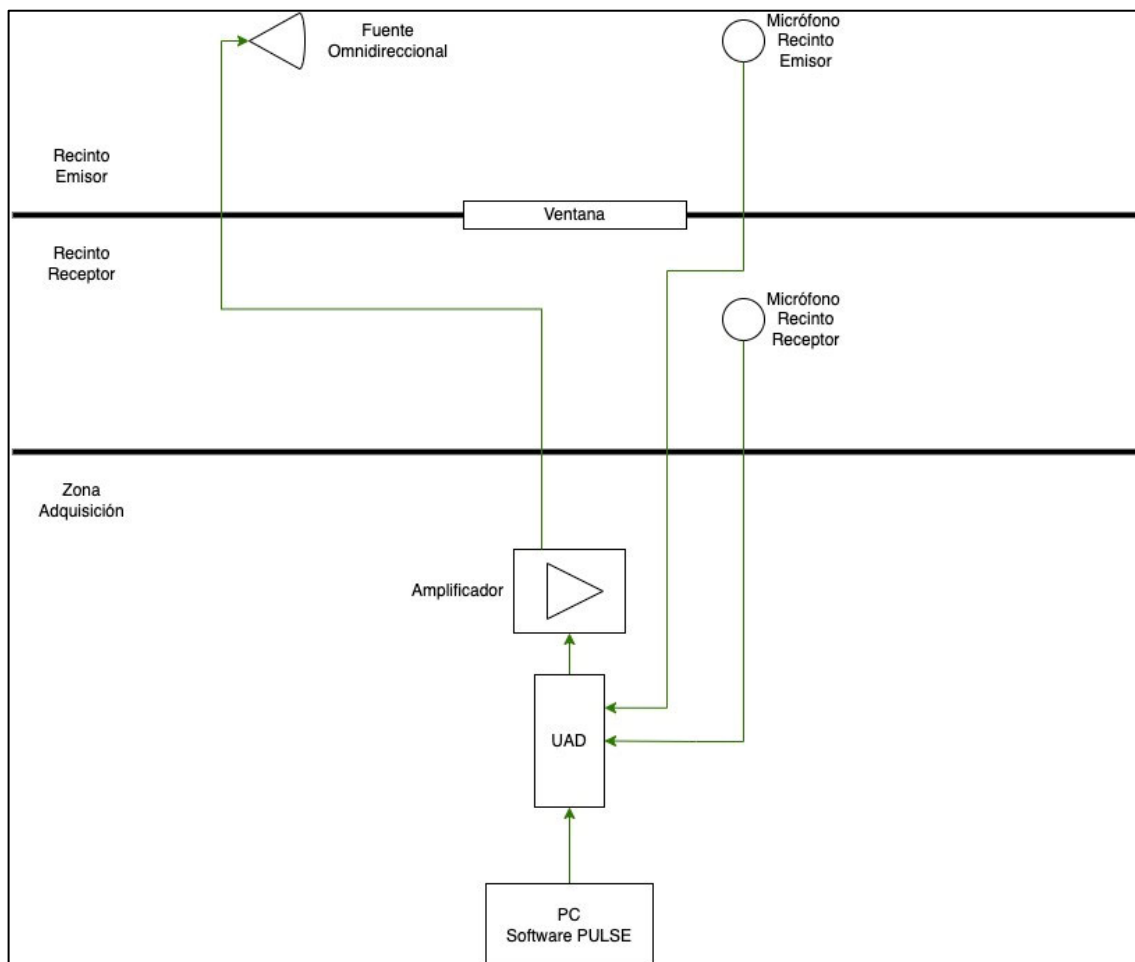 Fuente
Omnidireccional
Micrófono
Recinto
Emisor
Recinto
Emisor
Ventana
Recinto
Receptor
Micrófono
Recinto
Receptor
Zona
Adquisición
Amplificador
UAD
PC
Software PULSE